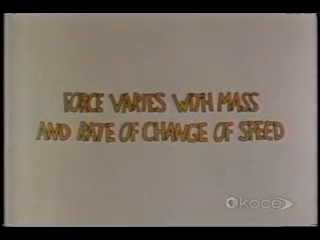 FORCE VARIES WITH MASS
AND RATE OF CHANGE OF SPEED
koce